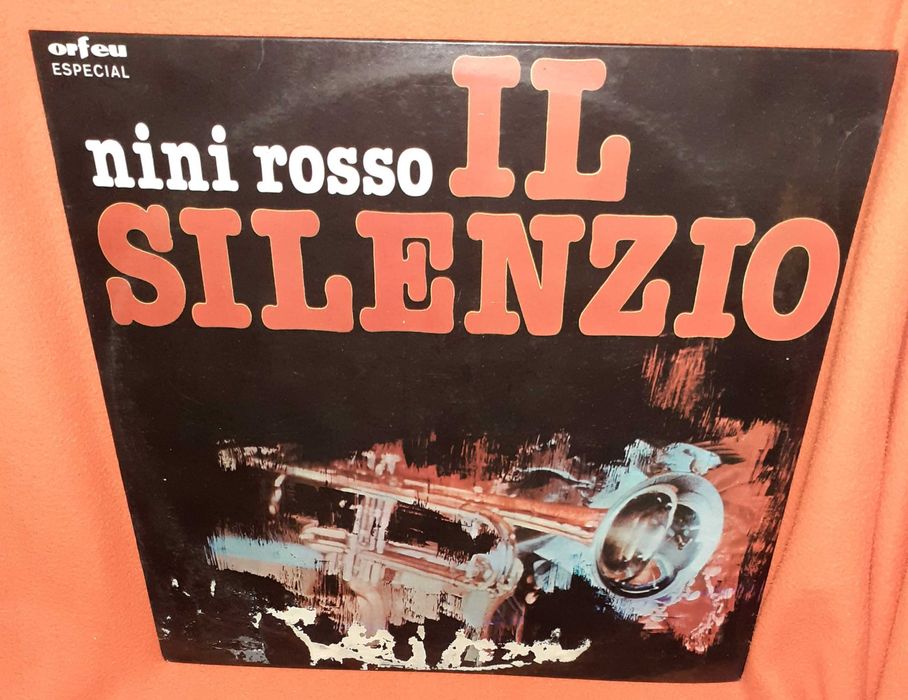 orfeu
ESPECIAL
nini rosso IL
SILENZIO